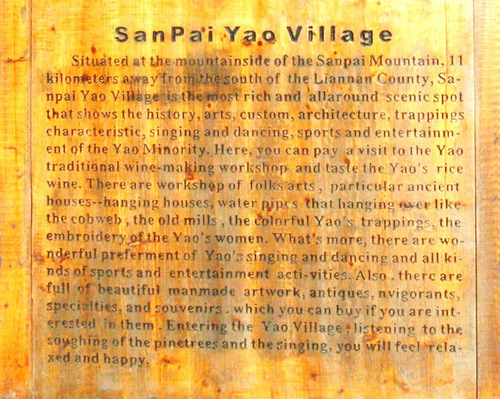 SanPai Yao Village
Situated at the mountainside of the Sanpai Mountain, 11
kilometers away from the south of the Liannan County, Sa-
npai Yao Village is the most rich and allaround scenic spot
that shows the history, arts, custom, architecture, trappings
characteristic, singing and dancing, sports and entertainm-
ent of the Yao Minority. Here, you can pay a visit to the Yao
traditional wine-making workshop and taste the Yao's rice
wine. There are workshop of folks arts , particular ancient
houses--hanging houses, water pipes that hanging over like
the cobweb , the old mills , the colorful Yao's trappings, the
embroidery of the Yao's women. What's more, there are wo-
nderful preferment of Yao's singing and dancing and all ki-
nds of sports and entertainment acti-vities. Also , there are
full of beautiful manmade artwork, antiques, nvigorants,
specialties, and souvenirs . which you can buy if you are int-
erested in them . Entering the Yao Village , listening to the
soughing of the pinetrees and the singing, you will feel rela-
xed and happy.